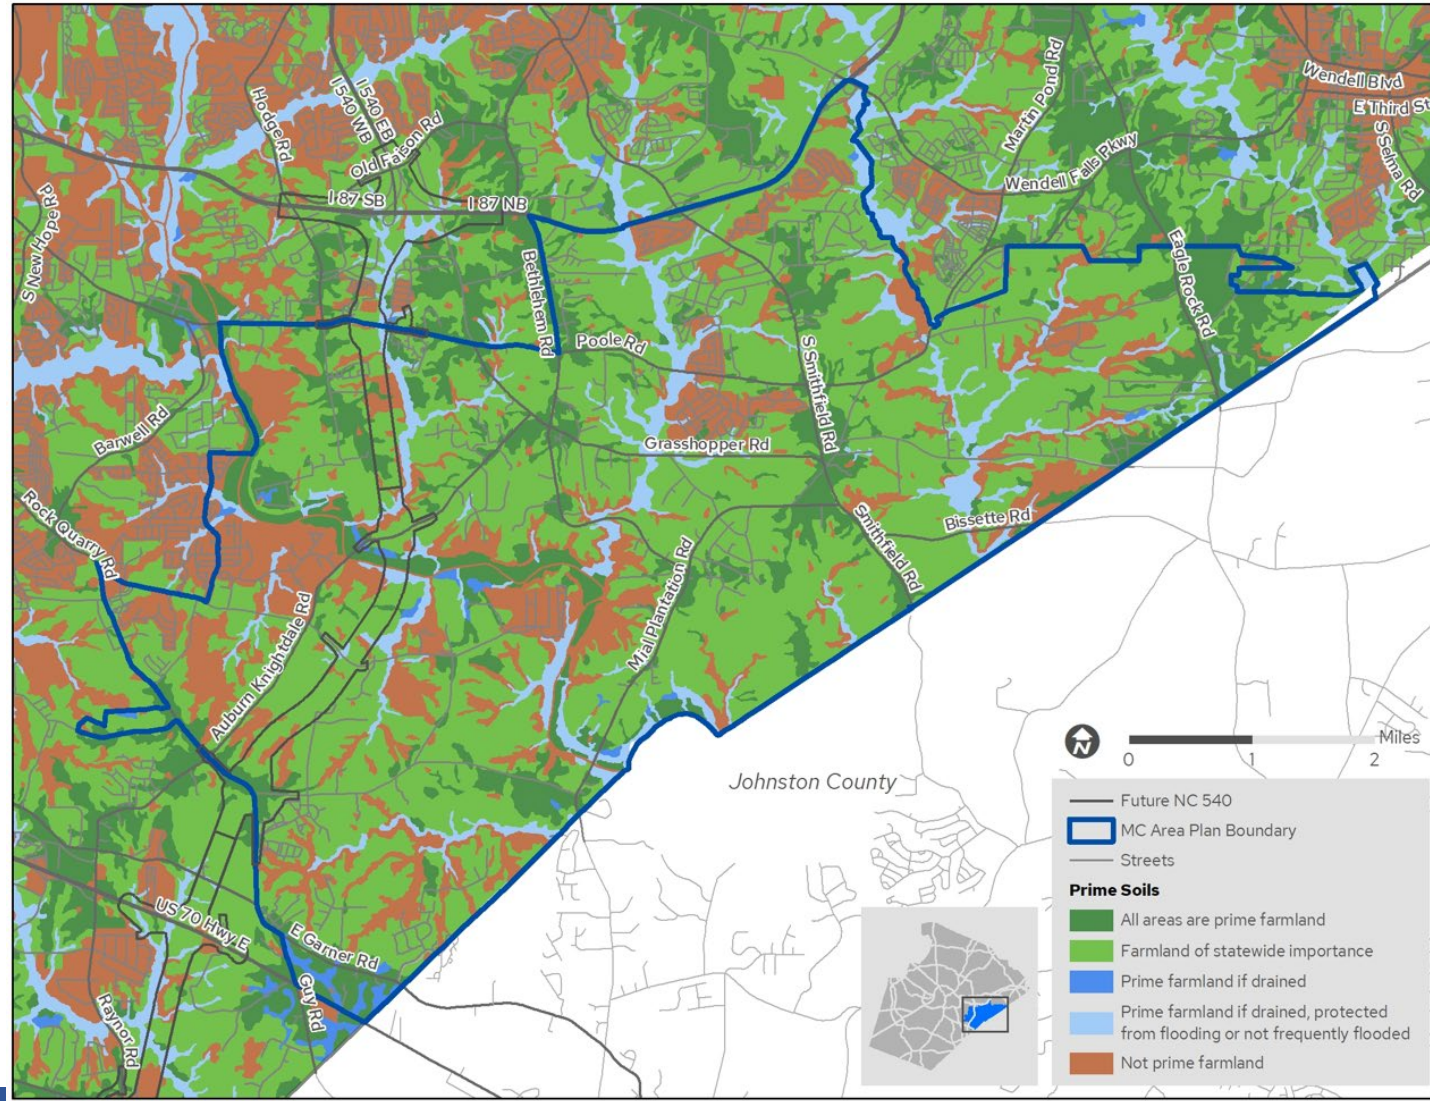 Wendell Blvd
E Third St
S Selma Rd
Martin Pond Rd
Wendell Falls Pkwy
Hodge Rd
I 540 EB
I 540 WB
Old Faison Rd
I 87 SB
I 87 NB
S New Hope Rd
Bethlehem Rd
Eagle Rock Rd
Poole Rd
S Smithfield Rd
Barwell Rd
Grasshopper Rd
Rock Quarry Rd
Smithfield Rd
Bissette Rd
Mial Plantation Rd
Auburn Knightdale Rd
Johnston County
US 70 Hwy E
E Garner Rd
Guy Rd
Raynor Rd
N
Miles
0 1 2
Future NC 540
MC Area Plan Boundary
Streets
Prime Soils
All areas are prime farmland
Farmland of statewide importance
Prime farmland if drained
Prime farmland if drained, protected
from flooding or not frequently flooded
Not prime farmland